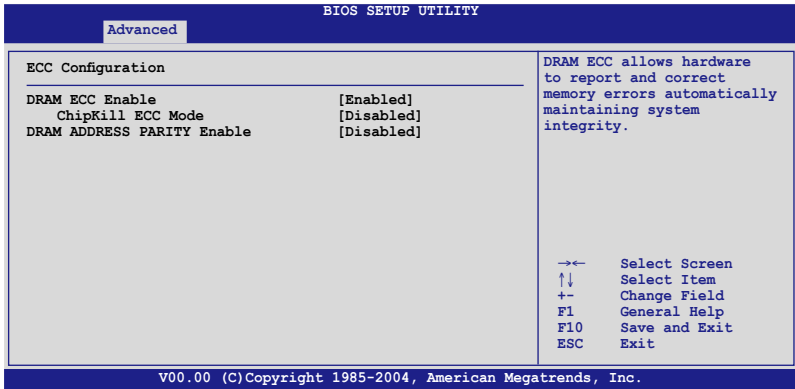 BIOS SETUP UTILITY
Advanced
ECC Configuration
DRAM ECC Enable [Enabled]
ChipKill ECC Mode [Disabled]
DRAM ADDRESS PARITY Enable [Disabled]
DRAM ECC allows hardware
to report and correct
memory errors automatically
maintaining system
integrity.
→← Select Screen
↑↓ Select Item
+- Change Field
F1 General Help
F10 Save and Exit
ESC Exit
V00.00 (C)Copyright 1985-2004, American Megatrends, Inc.